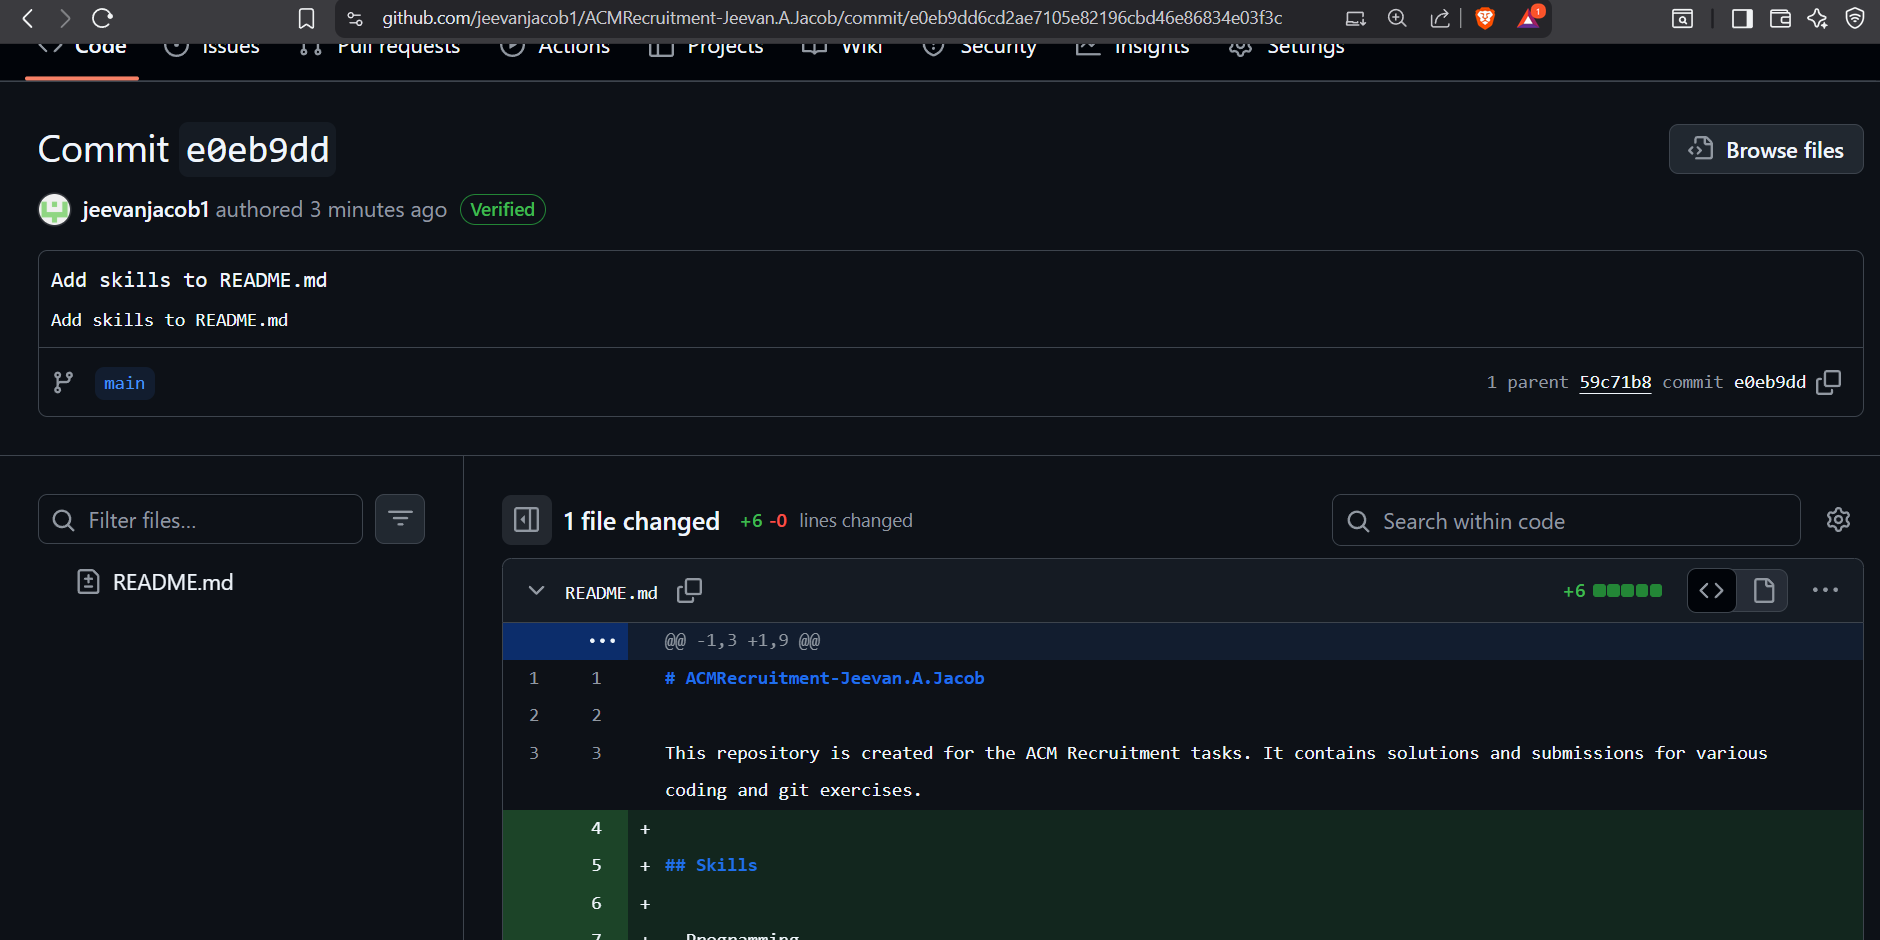 github.com/jeevanjacob1/ACMRecruitment-Jeevan.A.Jacob/commit/e0eb9dd6cd2ae7105e82196cbd46e86834e03f3c
1
Code Issues Pull requests Actions Projects Wiki Security Insights Settings
Commit e0eb9dd
Browse files
jeevanjacob1 authored 3 minutes ago Verified
Add skills to README.md
Add skills to README.md
main
1 parent 59c71b8 commit e0eb9dd
Filter files...
README.md
1 file changed +6 -0 lines changed
Search within code
README.md
+6
@@ -1,3 +1,9 @@
1 1 # ACMRecruitment-Jeevan.A.Jacob
2 2
3 3 This repository is created for the ACM Recruitment tasks. It contains solutions and submissions for various
coding and git exercises.
4 +
5 + ## Skills
6 +
7 + Programming